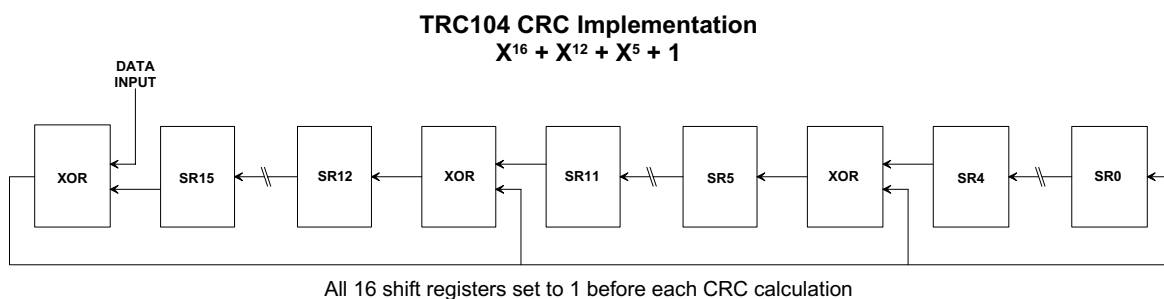 TRC104 CRC Implementation
X¹⁶ + X¹² + X⁵ + 1
DATA
INPUT
XOR
SR15
SR12
XOR
SR11
SR5
XOR
SR4
SR0
All 16 shift registers set to 1 before each CRC calculation